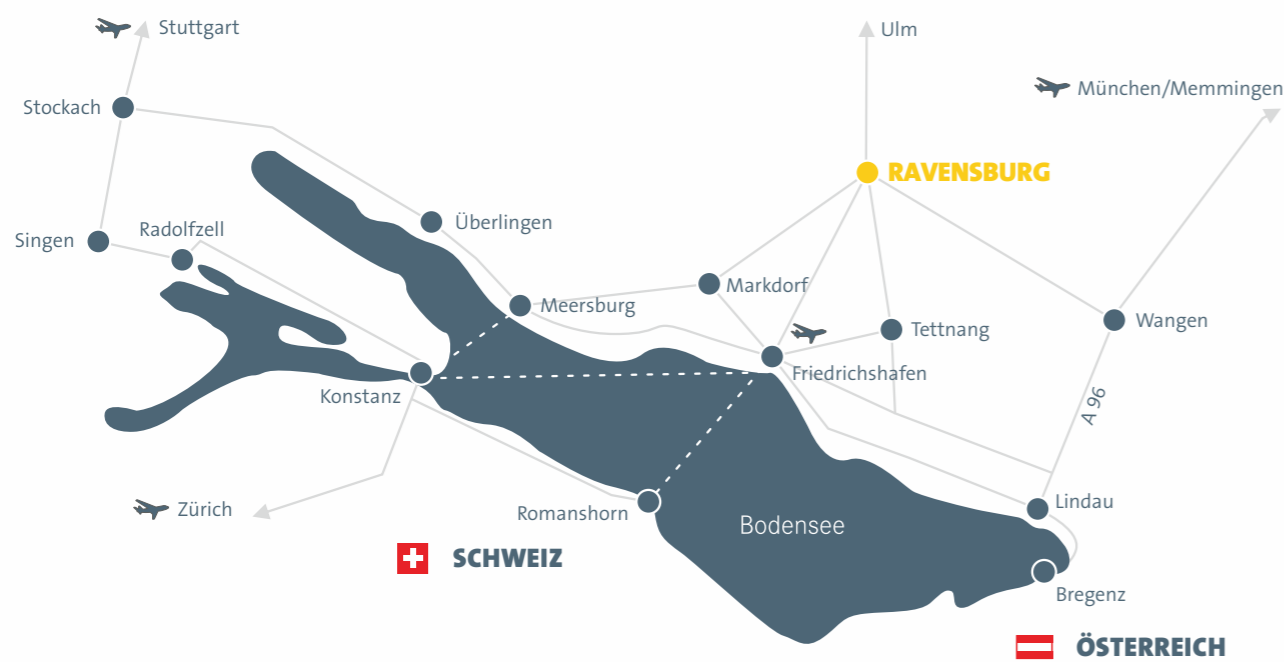 Stuttgart
Ulm
München/Memmingen
Stockach
RAVENSBURG
Überlingen
Radolfzell
Singen
Markdorf
Meersburg
Wangen
Tettnang
Friedrichshafen
Konstanz
A 96
Lindau
Zürich
Romanshorn
Bodensee
SCHWEIZ
Bregenz
ÖSTERREICH